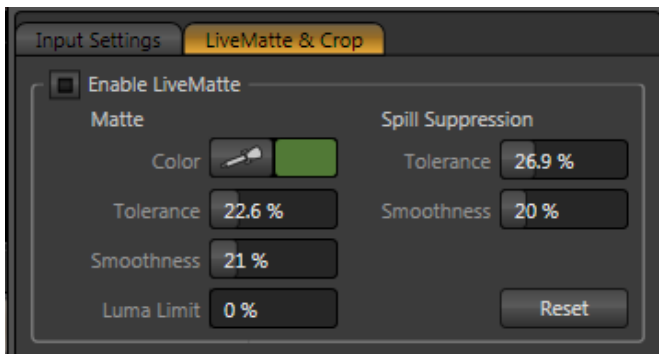 Input Settings LiveMatte & Crop
Enable LiveMatte
Matte Spill Suppression
Color Tolerance 26.9 %
Tolerance 22.6 % Smoothness 20 %
Smoothness 21 %
Luma Limit 0 % Reset